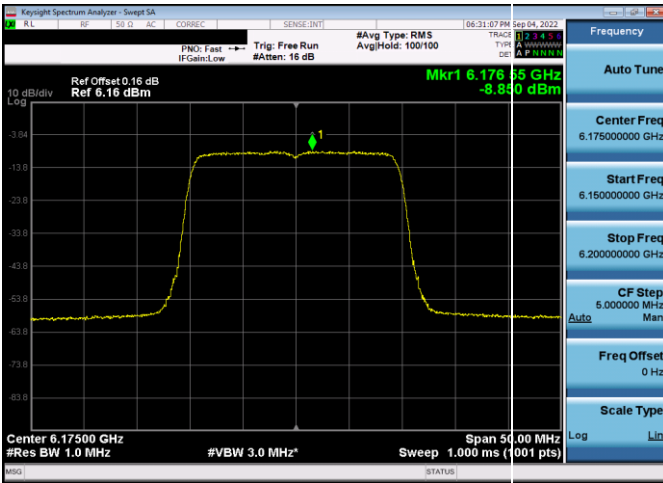 Keysight Spectrum Analyzer - Swept SA
RL RF 50 Ω AC CORREC SENSE:INT 06:31:07 PM Sep 04, 2022
#Avg Type: RMS
TRACE 1 2 3 4 5 6
PNO: Fast Trig: Free Run Avg|Hold: 100/100
TYPE A WWWWW
IFGain:Low #Atten: 16 dB
DET A P N N N N
Mkr1 6.176 55 GHz
-8.850 dBm
Ref Offset 0.16 dB
10 dB/div Ref 6.16 dBm
Log
1
-3.84
-13.8
-23.8
-33.8
-43.8
-53.8
-63.8
-73.8
-83.8
Center 6.17500 GHz Span 50.00 MHz
#Res BW 1.0 MHz #VBW 3.0 MHz* Sweep 1.000 ms (1001 pts)
MSG STATUS
Frequency
Auto Tune
Center Freq
6.175000000 GHz
Start Freq
6.150000000 GHz
Stop Freq
6.200000000 GHz
CF Step
5.000000 MHz
Auto Man
Freq Offset
0 Hz
Scale Type
Log Lin